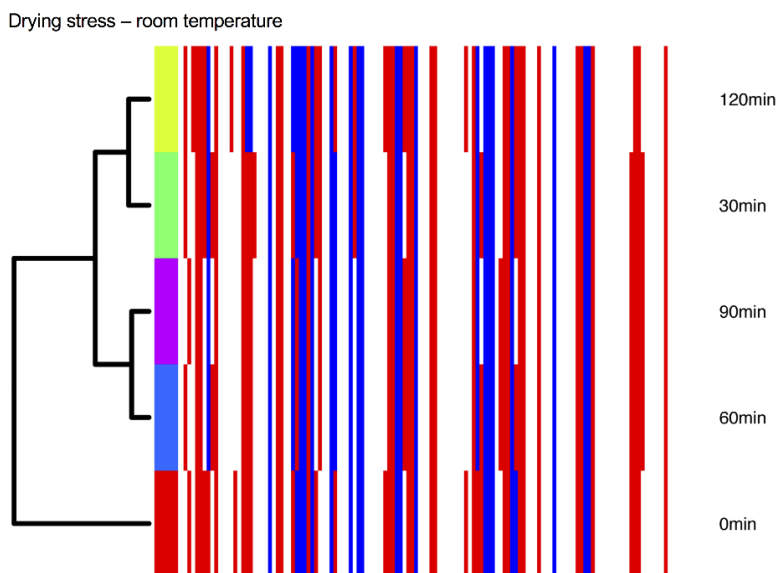 Drying stress – room temperature
120min
30min
90min
60min
0min